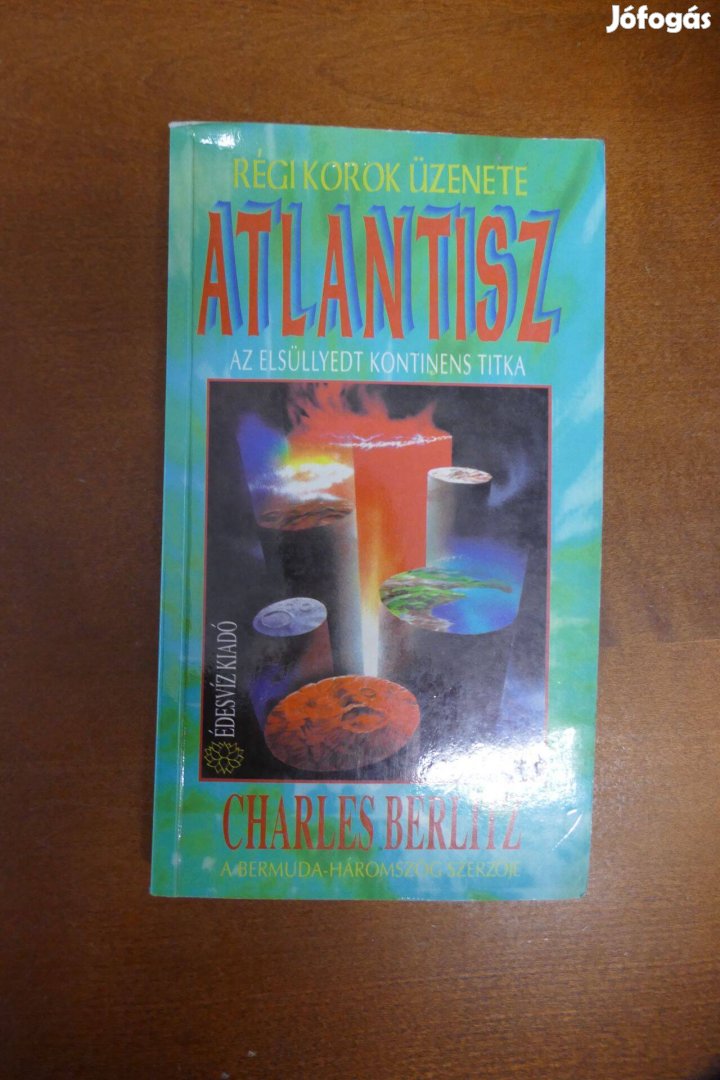 Jófogás
RÉGI KOROK ÜZENETE
ATLANTISZ
AZ ELSÜLLYEDT KONTINENS TITKA
ÉDESVÍZ KIADÓ
CHARLES BERLITZ
A BERMUDA-HÁROMSZÖG SZERZŐJE